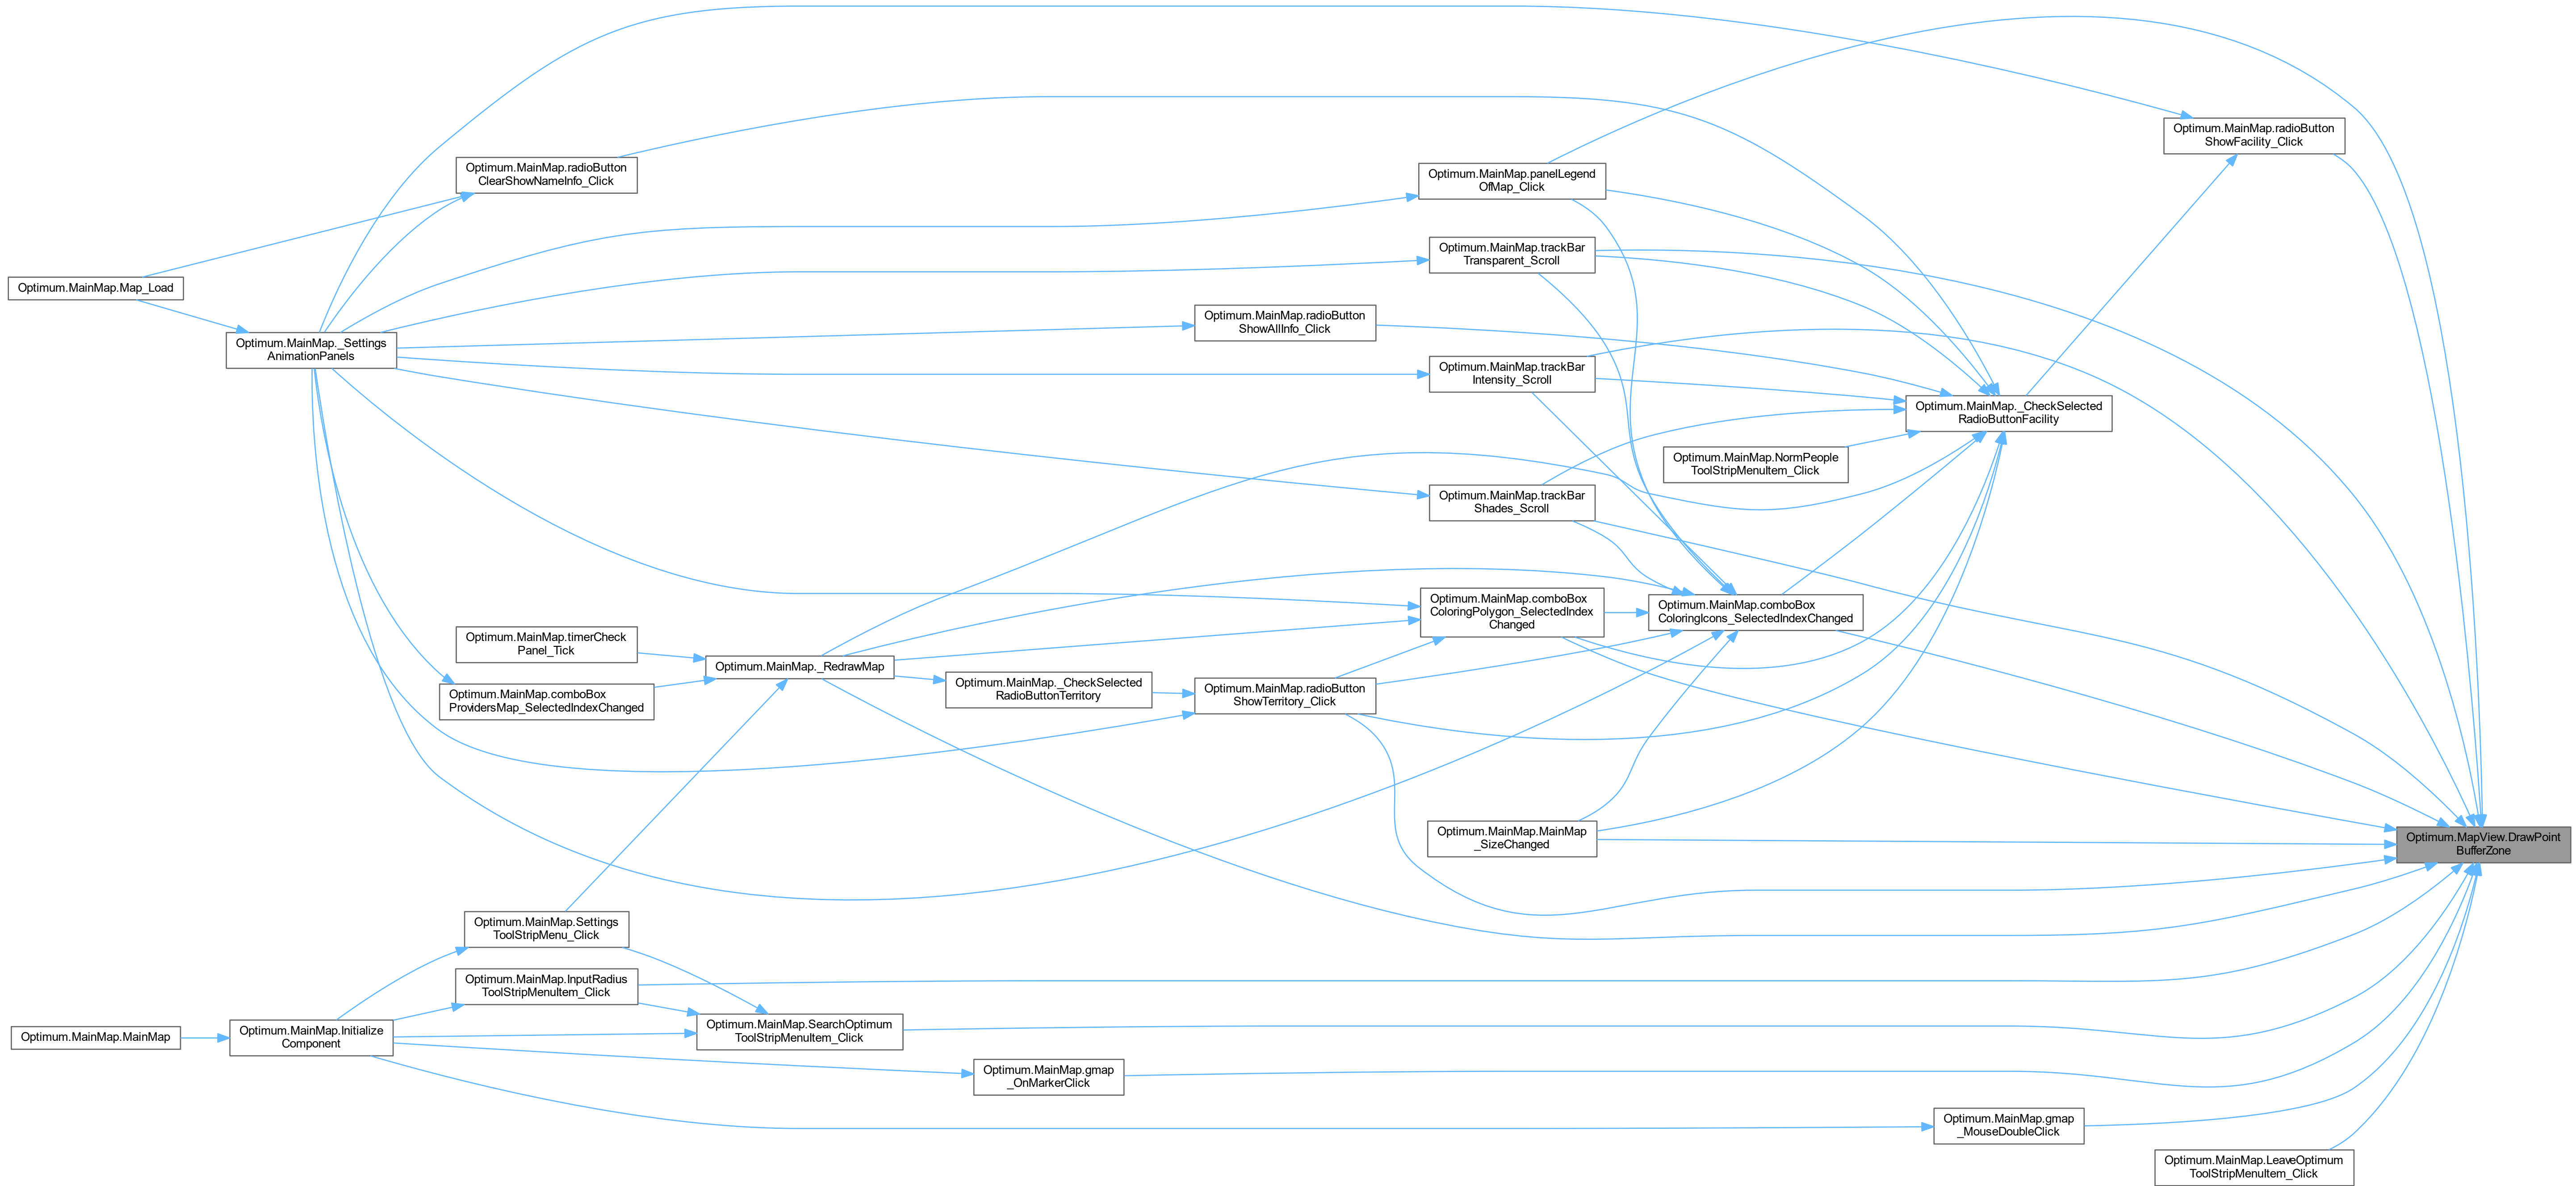 Optimum.MainMap.radioButton
ShowFacility_Click
Optimum.MainMap.radioButton
ClearShowNameInfo_Click
Optimum.MainMap.panelLegend
OfMap_Click
Optimum.MainMap.trackBar
Transparent_Scroll
Optimum.MainMap.Map_Load
Optimum.MainMap.radioButton
ShowAllInfo_Click
Optimum.MainMap._Settings
AnimationPanels
Optimum.MainMap.trackBar
Intensity_Scroll
Optimum.MainMap._CheckSelected
RadioButtonFacility
Optimum.MainMap.NormPeople
ToolStripMenuItem_Click
Optimum.MainMap.trackBar
Shades_Scroll
Optimum.MainMap.comboBox
ColoringPolygon_SelectedIndex
Changed
Optimum.MainMap.comboBox
ColoringIcons_SelectedIndexChanged
Optimum.MainMap.timerCheck
Panel_Tick
Optimum.MainMap._RedrawMap
Optimum.MainMap.comboBox
ProvidersMap_SelectedIndexChanged
Optimum.MainMap._CheckSelected
RadioButtonTerritory
Optimum.MainMap.radioButton
ShowTerritory_Click
Optimum.MainMap.MainMap
_SizeChanged
Optimum.MapView.DrawPoint
BufferZone
Optimum.MainMap.Settings
ToolStripMenu_Click
Optimum.MainMap.InputRadius
ToolStripMenuItem_Click
Optimum.MainMap.MainMap
Optimum.MainMap.Initialize
Component
Optimum.MainMap.SearchOptimum
ToolStripMenuItem_Click
Optimum.MainMap.gmap
_OnMarkerClick
Optimum.MainMap.gmap
_MouseDoubleClick
Optimum.MainMap.LeaveOptimum
ToolStripMenuItem_Click